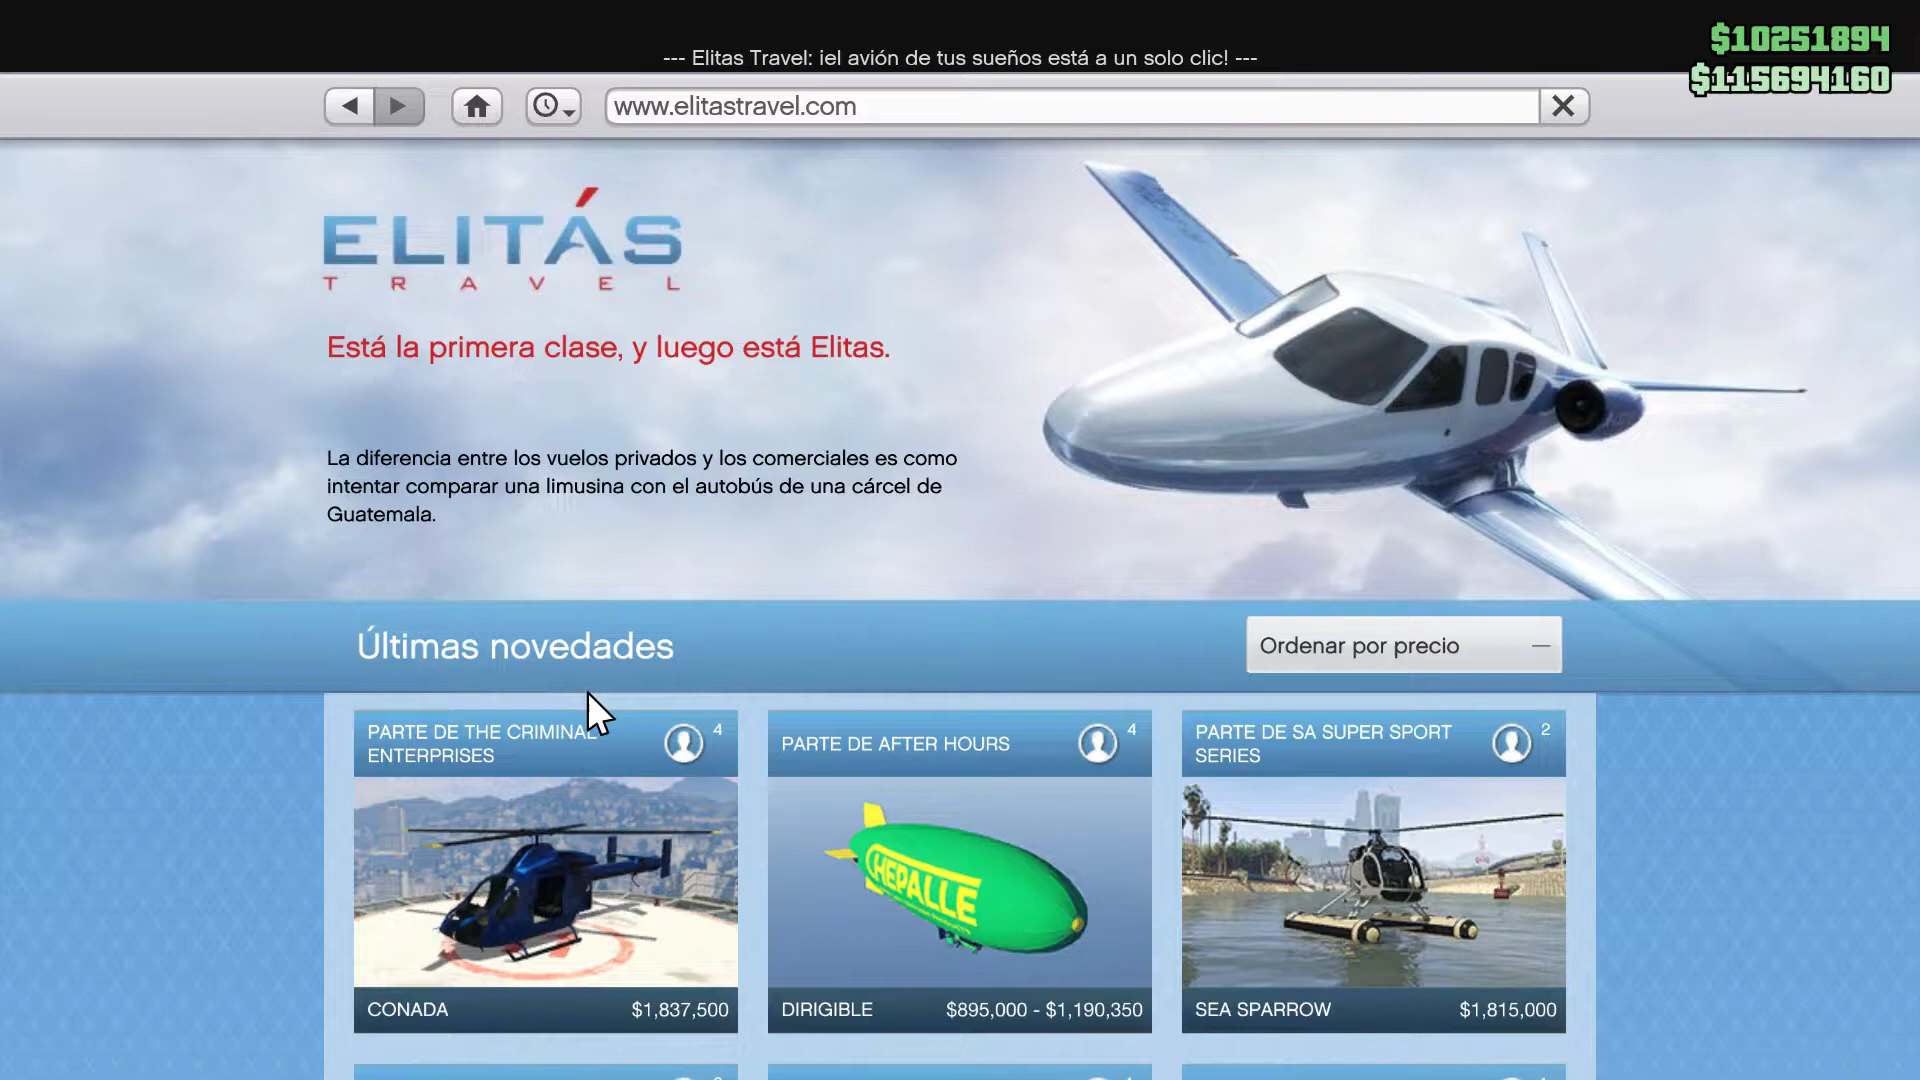 --- Elitas Travel: ¡el avión de tus sueños está a un solo clic! ---
$10251894
$115694160
www.elitastravel.com
ELITÁS
TRAVEL
Está la primera clase, y luego está Elitas.
La diferencia entre los vuelos privados y los comerciales es como
intentar comparar una limusina con el autobús de una cárcel de
Guatemala.
Últimas novedades
Ordenar por precio
PARTE DE THE CRIMINAL
ENTERPRISES
4
PARTE DE AFTER HOURS
4
PARTE DE SA SUPER SPORT
SERIES
2
CHEPALLE
CONADA
$1,837,500
DIRIGIBLE
$895,000 - $1,190,350
SEA SPARROW
$1,815,000